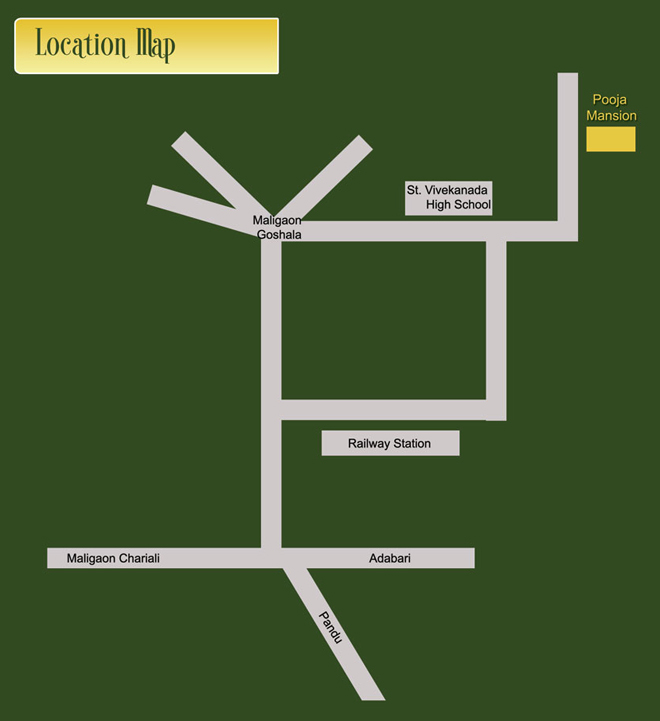 Location Map
Pooja
Mansion
St. Vivekanada
High School
Maligaon
Goshala
Railway Station
Maligaon Chariali
Adabari
Pandu